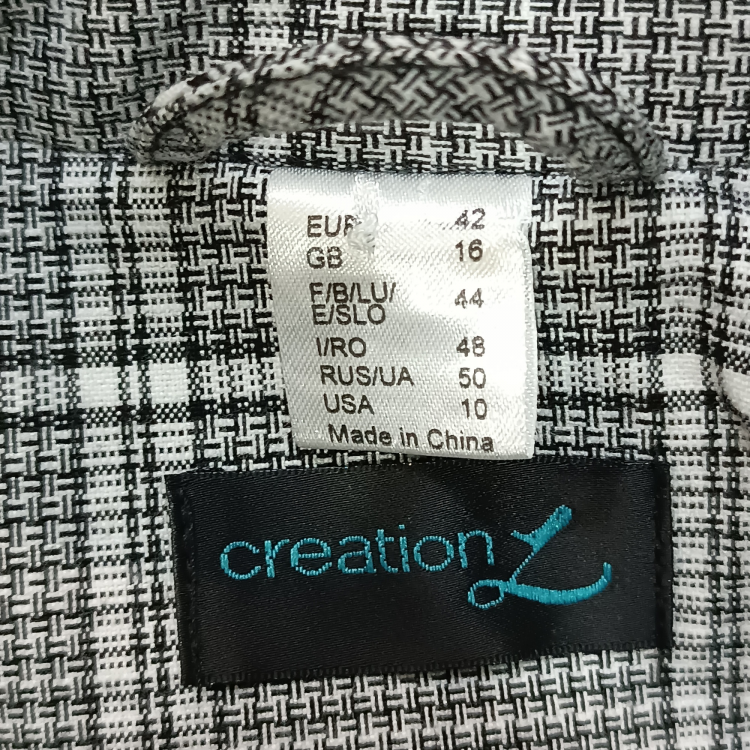 EUR 42
GB 16
F/B/LU/
E/SLO 44
I/RO 48
RUS/UA 50
USA 10
Made in China
creation L